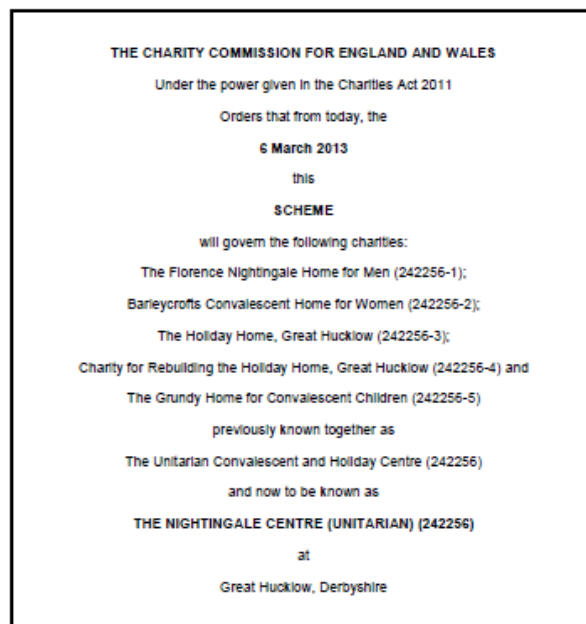 THE CHARITY COMMISSION FOR ENGLAND AND WALES
Under the power given in the Charities Act 2011
Orders that from today, the
6 March 2013
this
SCHEME
will govern the following charities:
The Florence Nightingale Home for Men (242256-1);
Barleycrofts Convalescent Home for Women (242256-2);
The Holiday Home, Great Hucklow (242256-3);
Charity for Rebuilding the Holiday Home, Great Hucklow (242256-4) and
The Grundy Home for Convalescent Children (242256-5)
previously known together as
The Unitarian Convalescent and Holiday Centre (242256)
and now to be known as
THE NIGHTINGALE CENTRE (UNITARIAN) (242256)
at
Great Hucklow, Derbyshire